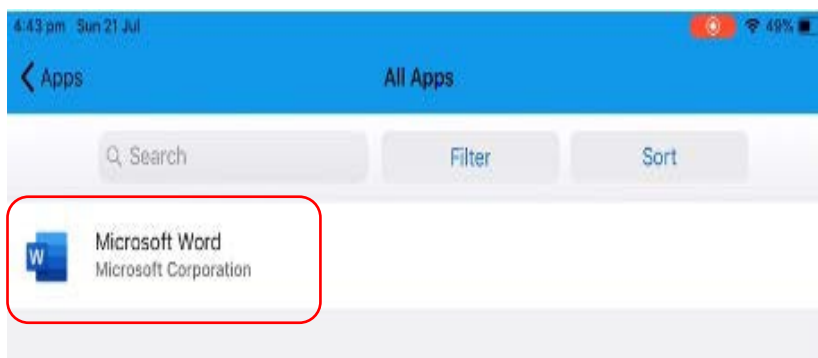 4:43 pm Sun 21 Jul 49%
Apps All Apps
Search Filter Sort
W Microsoft Word
Microsoft Corporation